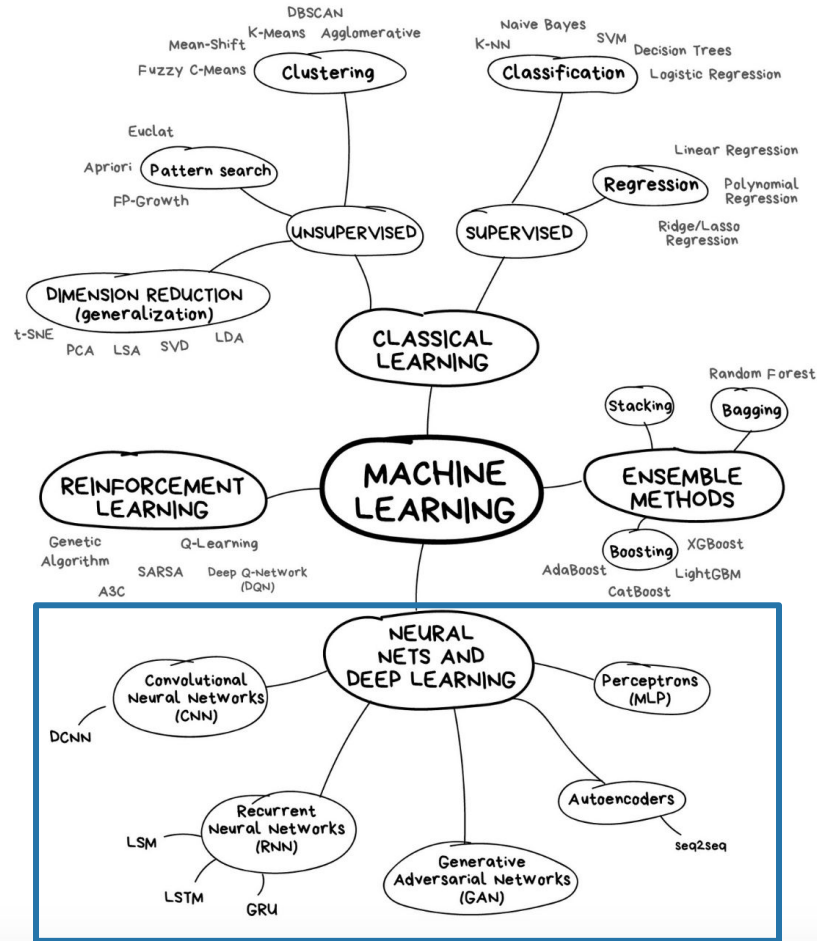 DBSCAN
K-Means Agglomerative
Mean-Shift
Fuzzy C-Means
Clustering
Naive Bayes
K-NN
SVM
Decision Trees
Classification
Logistic Regression
Euclat
Apriori
Pattern search
FP-Growth
Linear Regression
Regression
Polynomial
Regression
Ridge/Lasso
Regression
UNSUPERVISED
SUPERVISED
DIMENSION REDUCTION
(generalization)
t-SNE
PCA
LSA
SVD
LDA
CLASSICAL
LEARNING
Random Forest
Stacking
Bagging
REINFORCEMENT
LEARNING
MACHINE
LEARNING
ENSEMBLE
METHODS
Genetic
Algorithm
Q-Learning
SARSA
Deep Q-Network
(DQN)
A3C
Boosting
XGBoost
AdaBoost
LightGBM
CatBoost
NEURAL
NETS AND
DEEP LEARNING
Convolutional
Neural Networks
(CNN)
DCNN
Perceptrons
(MLP)
Recurrent
Neural Networks
(RNN)
LSM
LSTM
GRU
Autoencoders
seq2seq
Generative
Adversarial Networks
(GAN)